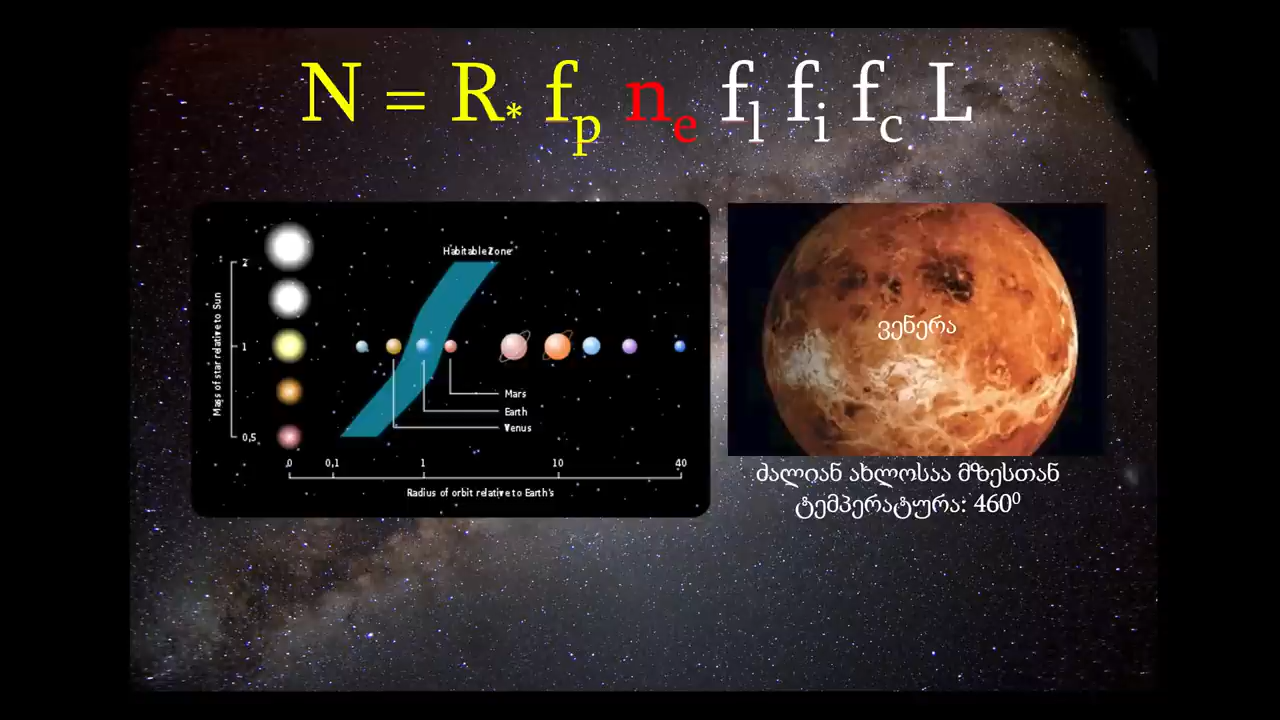 N = R* fp ne fl fi fc L
Habitable Zone
2
1
0,5
Mass of star relative to Sun
Mars
Earth
Venus
0 0,1 1 10 40
Radius of orbit relative to Earth's
ვენერა
ძალიან ახლოსაა მზესთან
ტემპერატურა: 460⁰